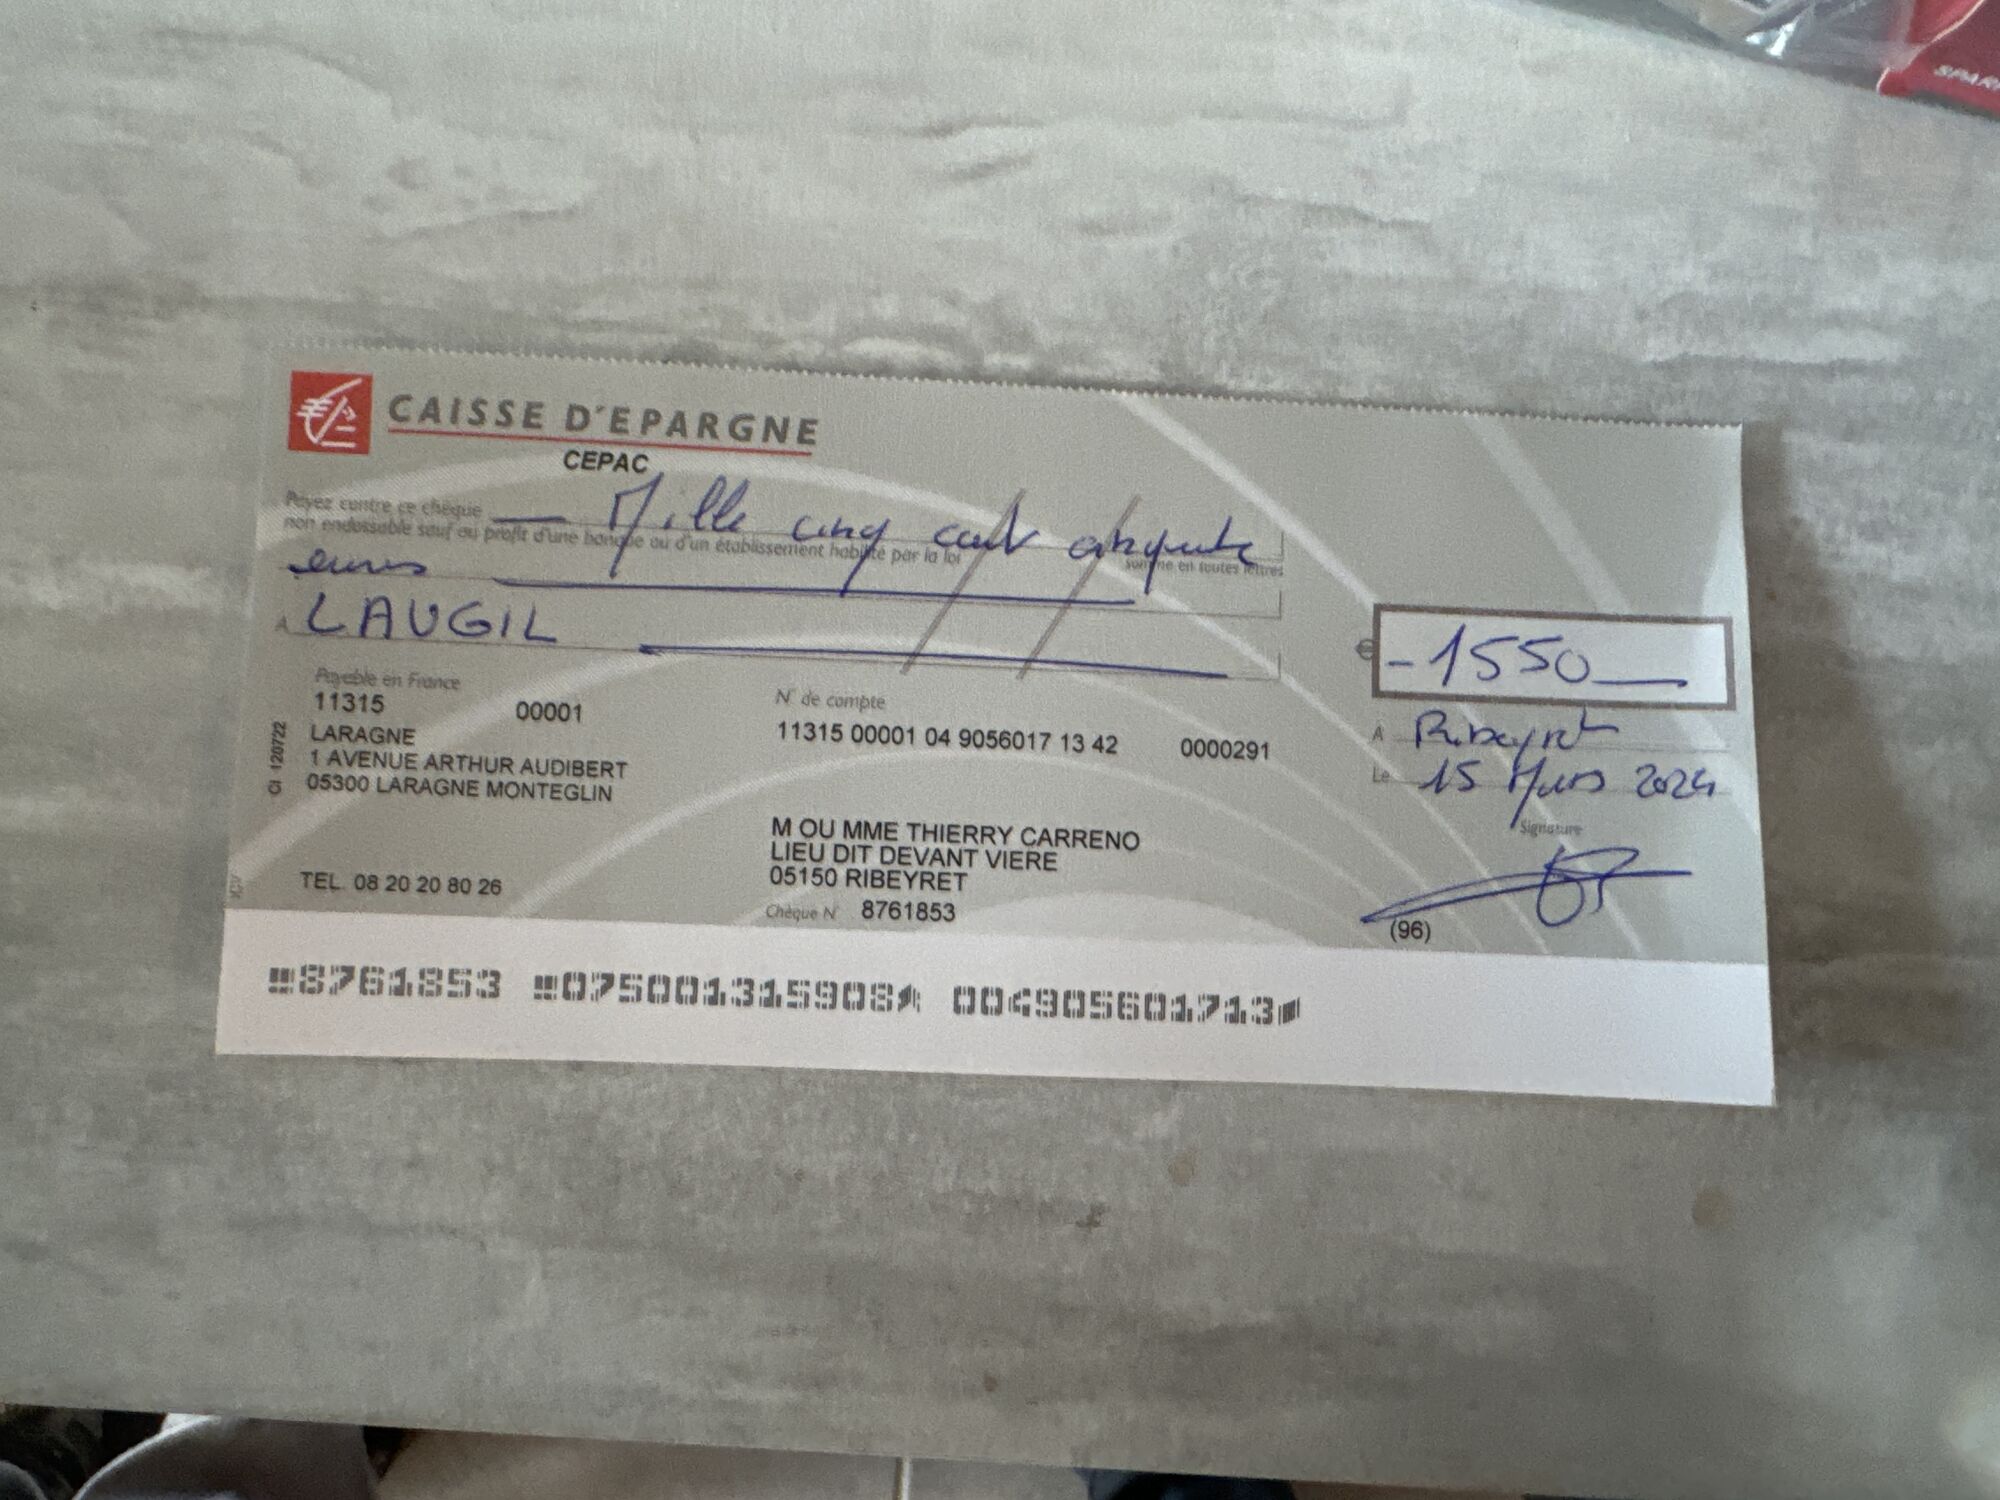 SPAR
CAISSE D'EPARGNE
CEPAC
Payez contre ce chèque — Mille cinq cent cinquante
non endossable sauf au profit d'une banque ou d'un établissement habilité par la loi
somme en toutes lettres
euros
A LAUGIL
€ -1550
Payable en France
11315 00001
LARAGNE
1 AVENUE ARTHUR AUDIBERT
05300 LARAGNE MONTEGLIN
GI 120722
TEL. 08 20 20 80 26
N° de compte
11315 00001 04 9056017 13 42 0000291
M OU MME THIERRY CARRENO
LIEU DIT DEVANT VIERE
05150 RIBEYRET
Chèque N° 8761853
A Ribeyret
Le 15 Mars 2024
Signature
(96)
8761853 075001315908 004905601713